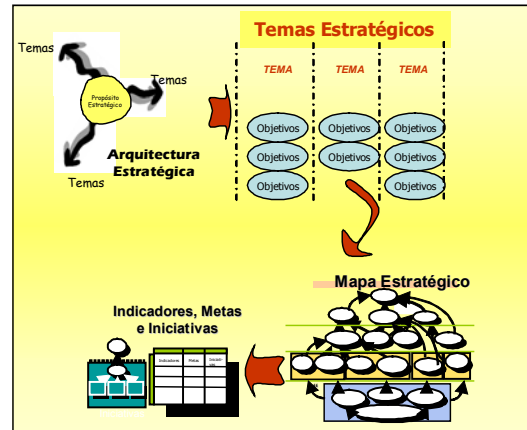 Temas Estratégicos
Temas
Temas
Propósito
Estratégico
Temas
Arquitectura
Estratégica
TEMA
TEMA
TEMA
Objetivos
Objetivos
Objetivos
Objetivos
Objetivos
Objetivos
Objetivos
Objetivos
Mapa Estratégico
Indicadores, Metas
e Iniciativas
Indicadores
Metas